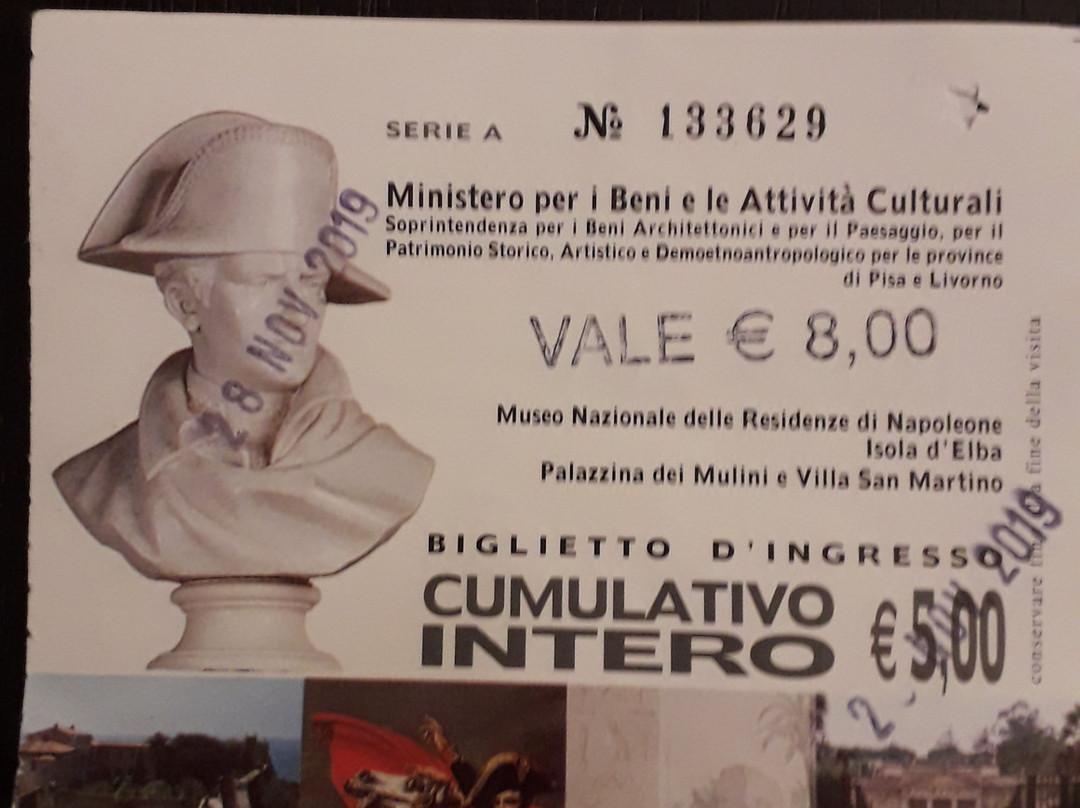 SERIE A № 133629
Ministero per i Beni e le Attività Culturali
Soprintendenza per i Beni Architettonici e per il Paesaggio, per il
Patrimonio Storico, Artistico e Demoetnoantropologico per le province
di Pisa e Livorno
VALE € 8,00
Museo Nazionale delle Residenze di Napoleone
Isola d'Elba
Palazzina dei Mulini e Villa San Martino
BIGLIETTO D'INGRESSO
CUMULATIVO
INTERO
€ 5,00
28 NOV 2019
2 NOV 2019
conservare fine della visita